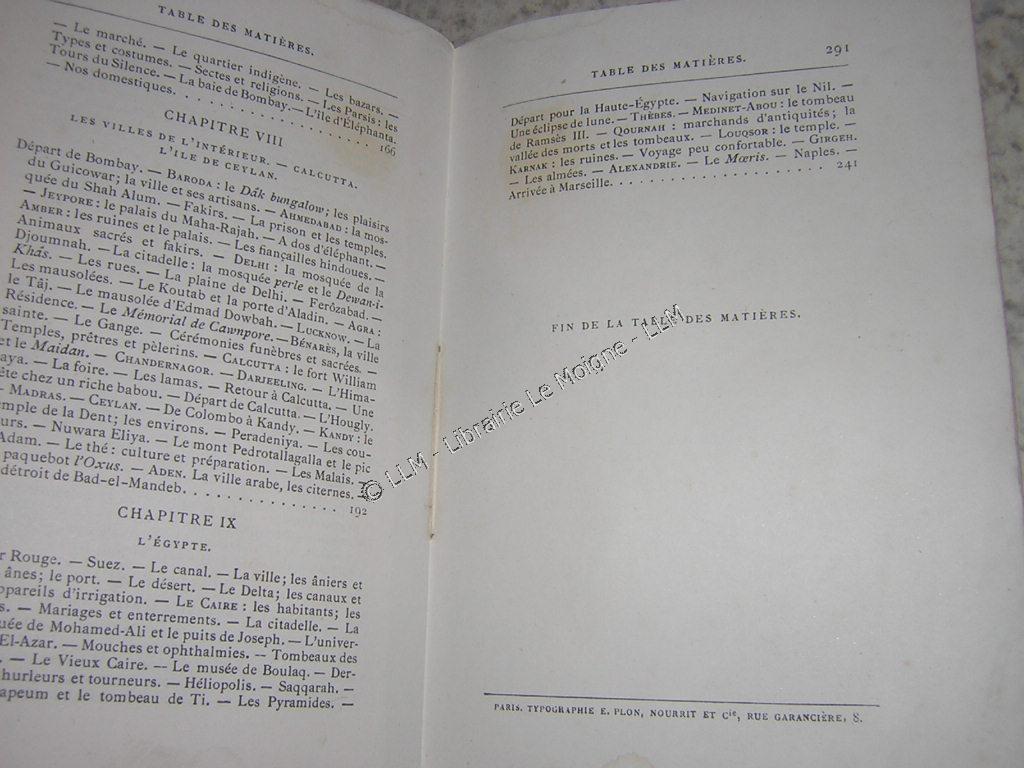 TABLE DES MATIÈRES.
— Le marché. — Le quartier indigène. — Les bazars. —
Types et costumes. — Sectes et religions. — Les Parsis : les
Tours du Silence. — La baie de Bombay. — L'île d'Éléphanta.
— Nos domestiques. . . . . . . . . . . . . . . . 166
CHAPITRE VIII
LES VILLES DE L'INTÉRIEUR. — CALCUTTA.
L'ILE DE CEYLAN.
Départ de Bombay. — BARODA : le Dâk bungalow; les plaisirs
du Guicowar; la ville et ses artisans. — AHMEDABAD : la mos-
quée du Shah Alum. — Fakirs. — La prison et les temples.
— JEYPORE : le palais du Maha-Rajah. — A dos d'éléphant. —
AMBER : les ruines et le palais. — Les fiançailles hindoues. —
Animaux sacrés et fakirs. — DELHI : la mosquée de la
Djoumnah. — La citadelle : la mosquée perle et le Dewan-i-
Khâs. — Les rues. — La plaine de Delhi. — Ferôzabad. —
Les mausolées. — Le Koutab et la porte d'Aladin. — AGRA :
le Tâj. — Le mausolée d'Edmad Dowbah. — LUCKNOW. — La
Résidence. — Le Mémorial de Cawnpore. — BÉNARÈS, la ville
sainte. — Le Gange. — Cérémonies funèbres et sacrées. —
Temples, prêtres et pèlerins. — CALCUTTA : le fort William
et le Maïdan. — CHANDERNAGOR. — DARJEELING. — L'Hima-
aya. — La foire. — Les lamas. — Retour à Calcutta. — Une
ête chez un riche babou. — Départ de Calcutta. — L'Hougly.
— MADRAS. — CEYLAN. — De Colombo à Kandy. — KANDY : le
mple de la Dent; les environs. — Peradeniya. — Les cou-
urs. — Nuwara Eliya. — Le mont Pedrotallagalla et le pic
Adam. — Le thé : culture et préparation. — Les Malais. —
paquebot l'Oxus. — ADEN. La ville arabe, les citernes. —
détroit de Bad-el-Mandeb. . . . . . . . . . . . . 192
CHAPITRE IX
L'ÉGYPTE.
r Rouge. — Suez. — Le canal. — La ville; les âniers et
ânes; le port. — Le désert. — Le Delta; les canaux et
ppareils d'irrigation. — LE CAIRE : les habitants; les
s. — Mariages et enterrements. — La citadelle. — La
uée de Mohamed-Ali et le puits de Joseph. — L'univer-
El-Azar. — Mouches et ophthalmies. — Tombeaux des
. — Le Vieux Caire. — Le musée de Boulaq. — Der-
hurleurs et tourneurs. — Héliopolis. — Saqqarah. —
apeum et le tombeau de Ti. — Les Pyramides. —
TABLE DES MATIÈRES. 291
Départ pour la Haute-Égypte. — Navigation sur le Nil. —
Une éclipse de lune. — THÈBES. — MEDINET-ABOU : le tombeau
de Ramsès III. — QOURNAH : marchands d'antiquités; la
vallée des morts et les tombeaux. — LOUQSOR : le temple. —
KARNAK : les ruines. — Voyage peu confortable. — GIRGEH.
— Les almées. — ALEXANDRIE. — Le Mœris. — Naples. —
Arrivée à Marseille. . . . . . . . . . . . . . . 241
FIN DE LA TABLE DES MATIÈRES.
PARIS. TYPOGRAPHIE E. PLON, NOURRIT ET Cie, RUE GARANCIÈRE, 8.
© LLM - Librairie Le Moigne - LLM